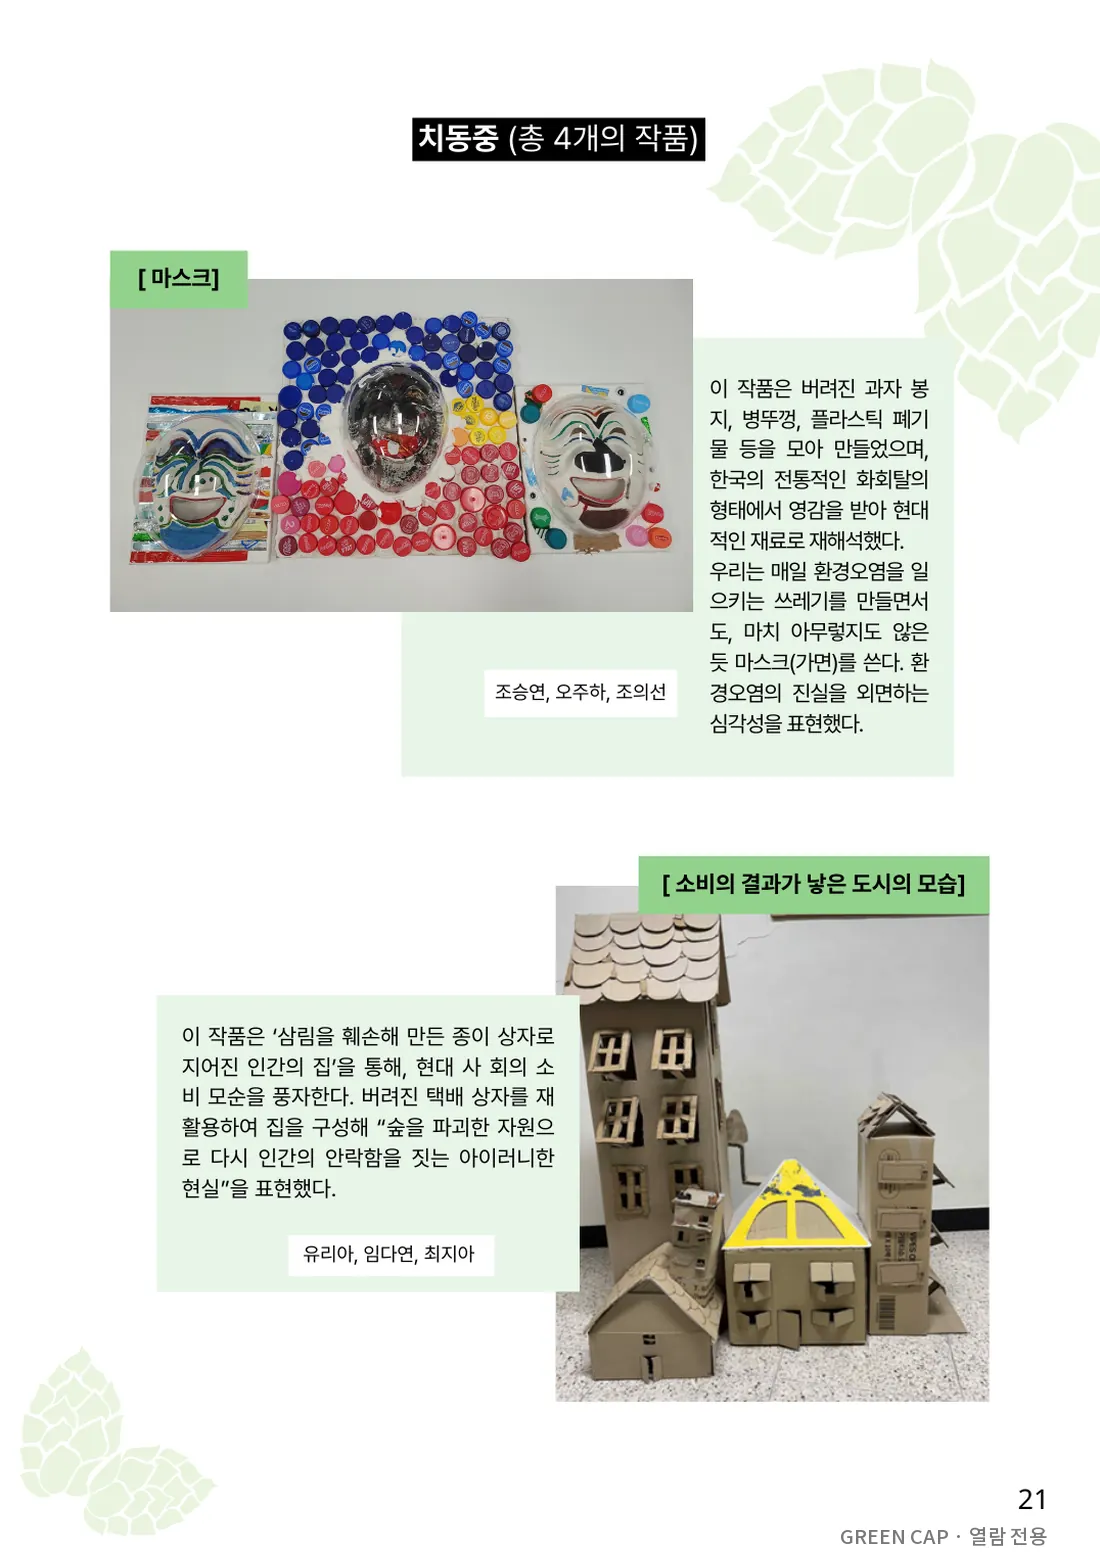 치동중 (총 4개의 작품)
[ 마스크]
이 작품은 버려진 과자 봉
지, 병뚜껑, 플라스틱 폐기
물 등을 모아 만들었으며,
한국의 전통적인 화회탈의
형태에서 영감을 받아 현대
적인 재료로 재해석했다.
우리는 매일 환경오염을 일
으키는 쓰레기를 만들면서
도, 마치 아무렇지도 않은
듯 마스크(가면)를 쓴다. 환
경오염의 진실을 외면하는
심각성을 표현했다.
조승연, 오주하, 조의선
[ 소비의 결과가 낳은 도시의 모습]
이 작품은 ‘삼림을 훼손해 만든 종이 상자로
지어진 인간의 집’을 통해, 현대 사 회의 소
비 모순을 풍자한다. 버려진 택배 상자를 재
활용하여 집을 구성해 “숲을 파괴한 자원으
로 다시 인간의 안락함을 짓는 아이러니한
현실”을 표현했다.
유리아, 임다연, 최지아
21
GREEN CAP · 열람 전용